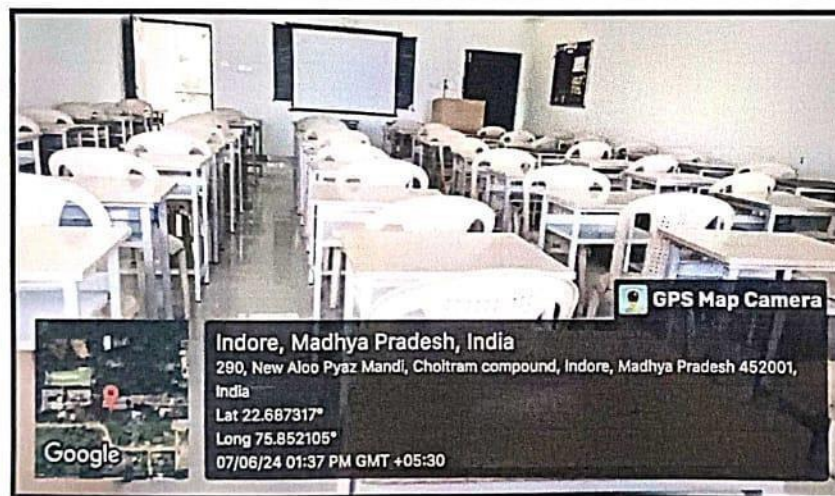 GPS Map Camera
Indore, Madhya Pradesh, India
290, New Aloo Pyaz Mandi, Choitram compound, Indore, Madhya Pradesh 452001,
India
Lat 22.687317°
Long 75.852105°
07/06/24 01:37 PM GMT +05:30
Google